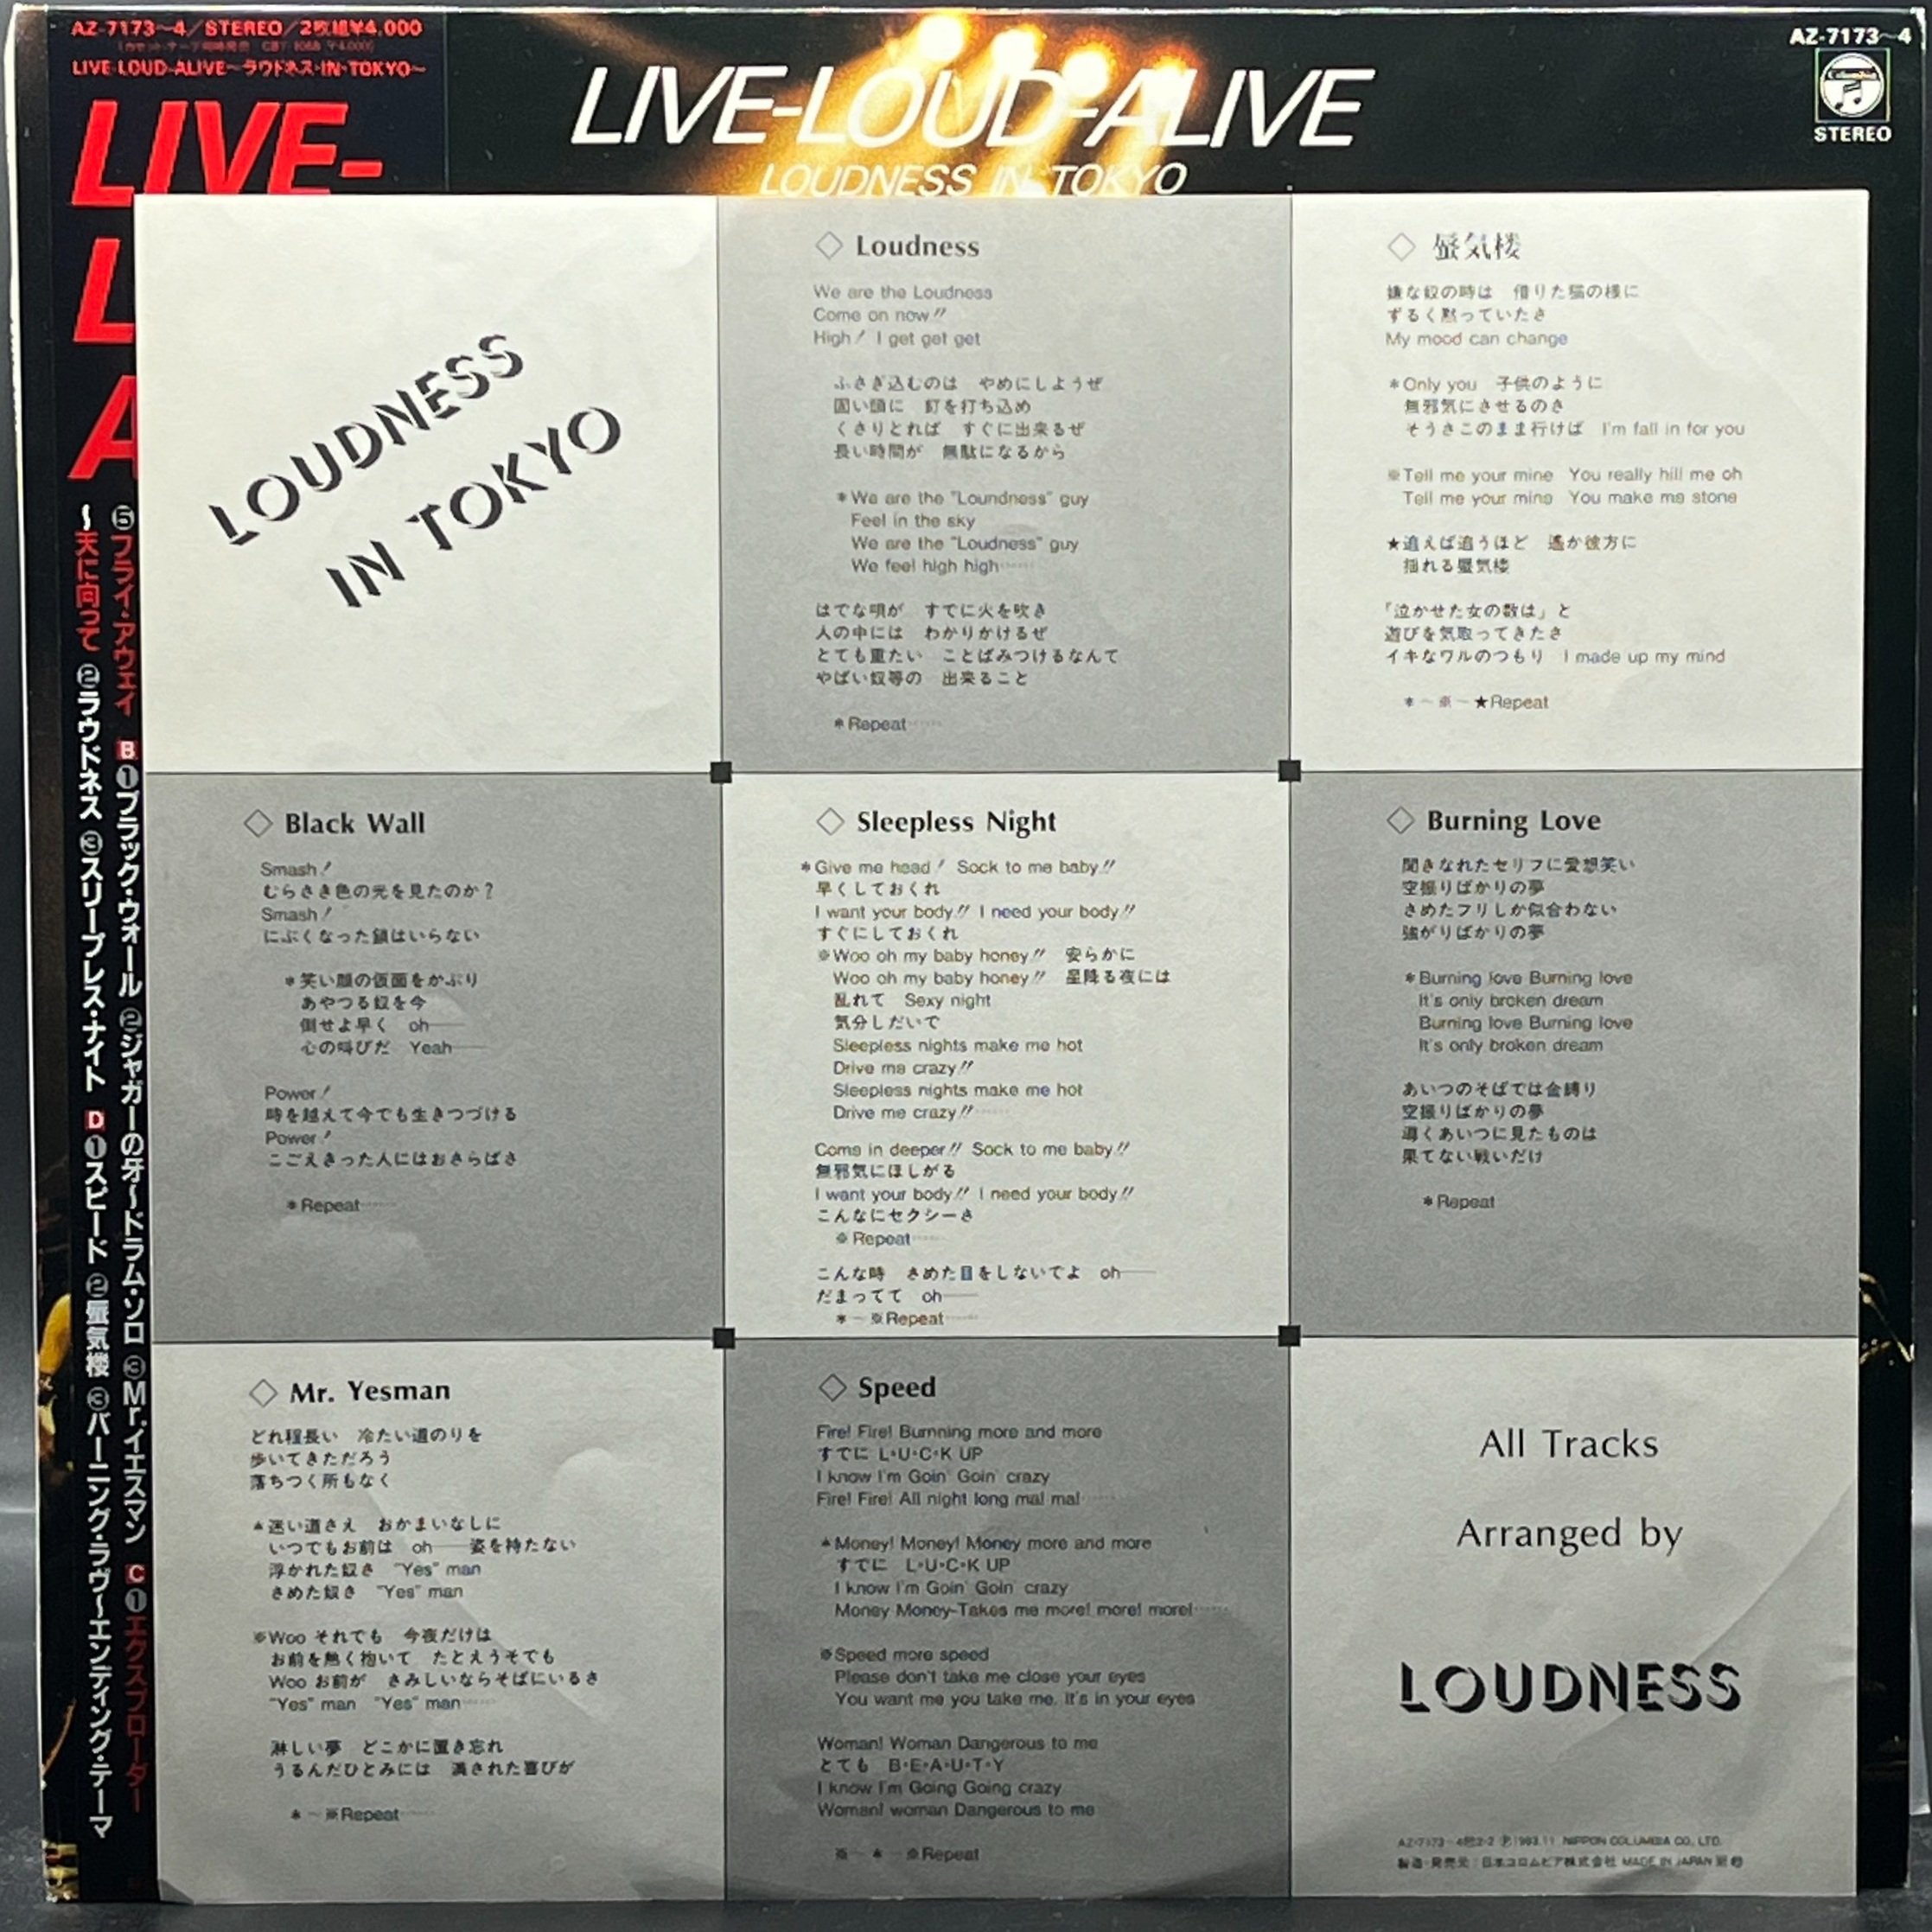 AZ-7173〜4/STEREO/2枚組¥4,000
LIVE-LOUD-ALIVE〜ラウドネス・IN・TOKYO〜
LIVE-
L
A
⑤フライ・アウェイ B①ブラック・ウォール ②ジャガーの牙〜ドラム・ソロ ③Mr.イエスマン C①エクスプローダー
〜天に向って ②ラウドネス ③スリープレス・ナイト D①スピード ②蜃気楼 ③バーニング・ラヴ〜エンディング・テーマ
LIVE-LOUD-ALIVE
LOUDNESS IN TOKYO
AZ-7173〜4
Columbia
STEREO
LOUDNESS
IN TOKYO
◇ Loudness
We are the Loudness
Come on now!!
High! I get get get
ふさぎ込むのは やめにしようぜ
固い頭に 釘を打ち込め
くさりとれば すぐに出来るぜ
長い時間が 無駄になるから
*We are the "Loundness" guy
Feel in the sky
We are the "Loudness" guy
We feel high high……
はでな唄が すでに火を吹き
人の中には わかりかけるぜ
とても重たい ことばみつけるなんて
やばい奴等の 出来ること
*Repeat……
◇ 蜃気楼
嫌な奴の時は 借りた猫の様に
ずるく黙っていたさ
My mood can change
*Only you 子供のように
無邪気にさせるのさ
そうさこのまま行けば I'm fall in for you
※Tell me your mine You really hill me oh
Tell me your mine You make me stone
★追えば追うほど 遙か彼方に
揺れる蜃気楼
「泣かせた女の数は」と
遊びを気取ってきたさ
イキなワルのつもり I made up my mind
*〜※〜★Repeat
◇ Black Wall
Smash!
むらさき色の光を見たのか?
Smash!
にぶくなった鎖はいらない
*笑い顔の仮面をかぶり
あやつる奴を今
倒せよ早く oh――
心の叫びだ Yeah――
Power!
時を越えて今でも生きつづける
Power!
こごえきった人にはおさらばさ
*Repeat……
◇ Sleepless Night
*Give me head! Sock to me baby!!
早くしておくれ
I want your body!! I need your body!!
すぐにしておくれ
※Woo oh my baby honey!! 安らかに
Woo oh my baby honey!! 星降る夜には
乱れて Sexy night
気分しだいで
Sleepless nights make me hot
Drive me crazy!!
Sleepless nights make me hot
Drive me crazy!!……
Come in deeper!! Sock to me baby!!
無邪気にほしがる
I want your body!! I need your body!!
こんなにセクシーさ
※Repeat……
こんな時 さめた目をしないでよ oh――
だまってて oh――
*〜※Repeat……
◇ Burning Love
聞きなれたセリフに愛想笑い
空振りばかりの夢
さめたフリしか似合わない
強がりばかりの夢
*Burning love Burning love
It's only broken dream
Burning love Burning love
It's only broken dream
あいつのそばでは金縛り
空振りばかりの夢
導くあいつに見たものは
果てない戦いだけ
*Repeat
◇ Mr. Yesman
どれ程長い 冷たい道のりを
歩いてきただろう
落ちつく所もなく
*迷い道さえ おかまいなしに
いつでもお前は oh――姿を持たない
浮かれた奴さ "Yes" man
さめた奴さ "Yes" man
※Woo それでも 今夜だけは
お前を熱く抱いて たとえうそでも
Woo お前が さみしいならそばにいるさ
"Yes" man "Yes" man……
淋しい夢 どこかに置き忘れ
うるんだひとみには 満された喜びが
*〜※Repeat……
◇ Speed
Fire! Fire! Burnning more and more
すでに L・U・C・K UP
I know I'm Goin' Goin' crazy
Fire! Fire! All night long ma! ma!……
*Money! Money! Money more and more
すでに L・U・C・K UP
I know I'm Goin' Goin' crazy
Money Money-Takes me more! more! more!……
※Speed more speed
Please don't take me close your eyes
You want me you take me. It's in your eyes
Woman! Woman Dangerous to me
とても B・E・A・U・T・Y
I know I'm Going Going crazy
Woman! woman Dangerous to me
※〜*〜※Repeat
All Tracks
Arranged by
LOUDNESS
AZ-7173〜4 2-2 Ⓟ1983.11 NIPPON COLUMBIA CO., LTD.
製造・発売元:日本コロムビア株式会社 MADE IN JAPAN